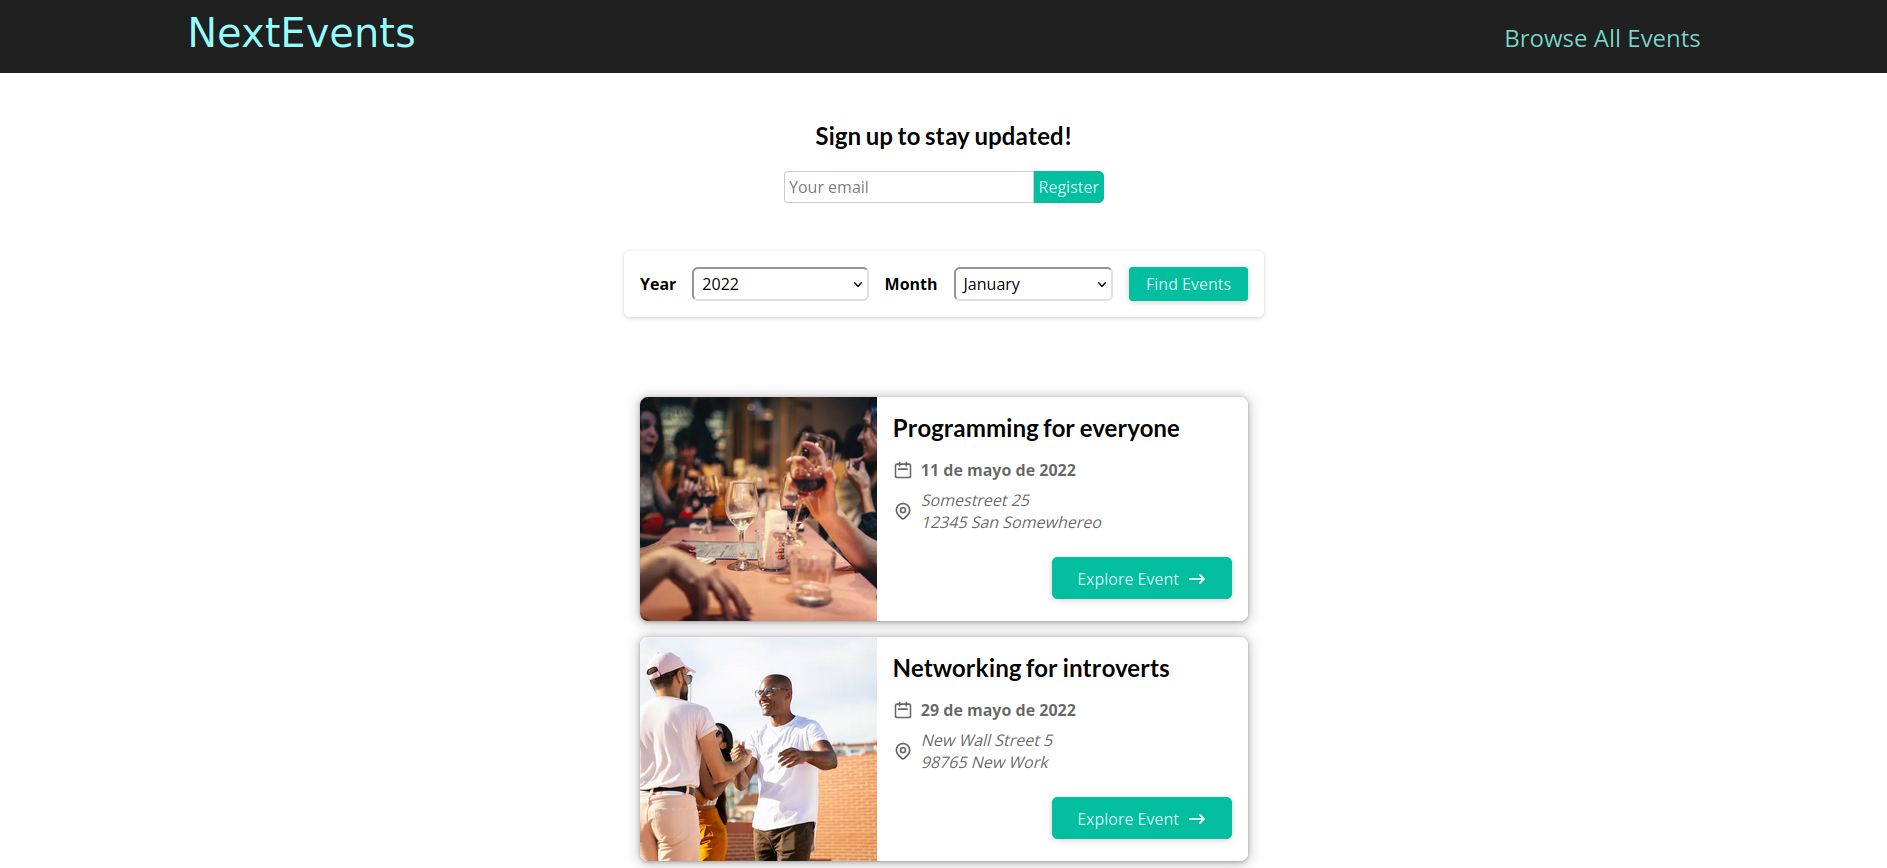 NextEvents
Browse All Events
Sign up to stay updated!
Your email
Register
Year
2022
Month
January
Find Events
Programming for everyone
11 de mayo de 2022
Somestreet 25
12345 San Somewhereo
Explore Event
Networking for introverts
29 de mayo de 2022
New Wall Street 5
98765 New Work
Explore Event